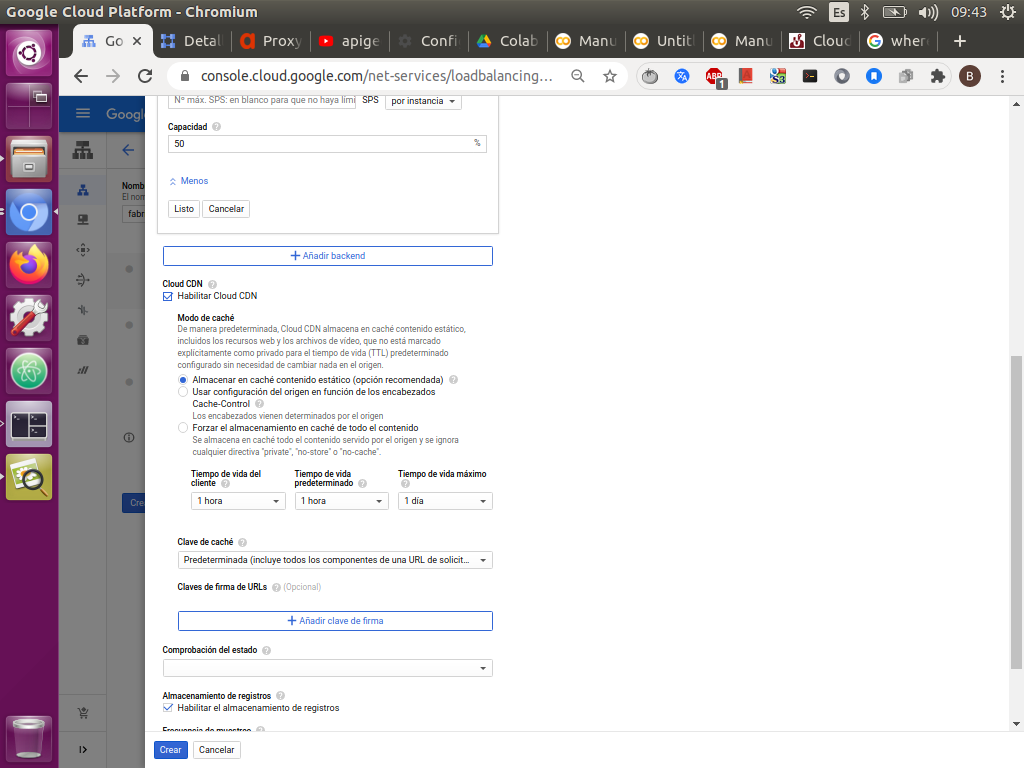 Google Cloud Platform - Chromium
Es
09:43
Go
Detail
Proxy
apige
Confi
Colab
Manu
Untitl
Manu
Cloud
wher
console.cloud.google.com/net-services/loadbalancing...
ABP
1
B
Google
Nomb
El nom
fabr
Crea
Nº máx. SPS: en blanco para que no haya lími
SPS
por instancia
Capacidad
50
%
Menos
Listo
Cancelar
Añadir backend
Cloud CDN
Habilitar Cloud CDN
Modo de caché
De manera predeterminada, Cloud CDN almacena en caché contenido estático,
incluidos los recursos web y los archivos de vídeo, que no está marcado
explícitamente como privado para el tiempo de vida (TTL) predeterminado
configurado sin necesidad de cambiar nada en el origen.
Almacenar en caché contenido estático (opción recomendada)
Usar configuración del origen en función de los encabezados
Cache-Control
Los encabezados vienen determinados por el origen
Forzar el almacenamiento en caché de todo el contenido
Se almacena en caché todo el contenido servido por el origen y se ignora
cualquier directiva "private", "no-store" o "no-cache".
Tiempo de vida del
cliente
Tiempo de vida
predeterminado
Tiempo de vida máximo
1 hora
1 hora
1 día
Clave de caché
Predeterminada (incluye todos los componentes de una URL de solicit...
Claves de firma de URLs
(Opcional)
Añadir clave de firma
Comprobación del estado
Almacenamiento de registros
Habilitar el almacenamiento de registros
Frecuencia de muestreo
Crear
Cancelar